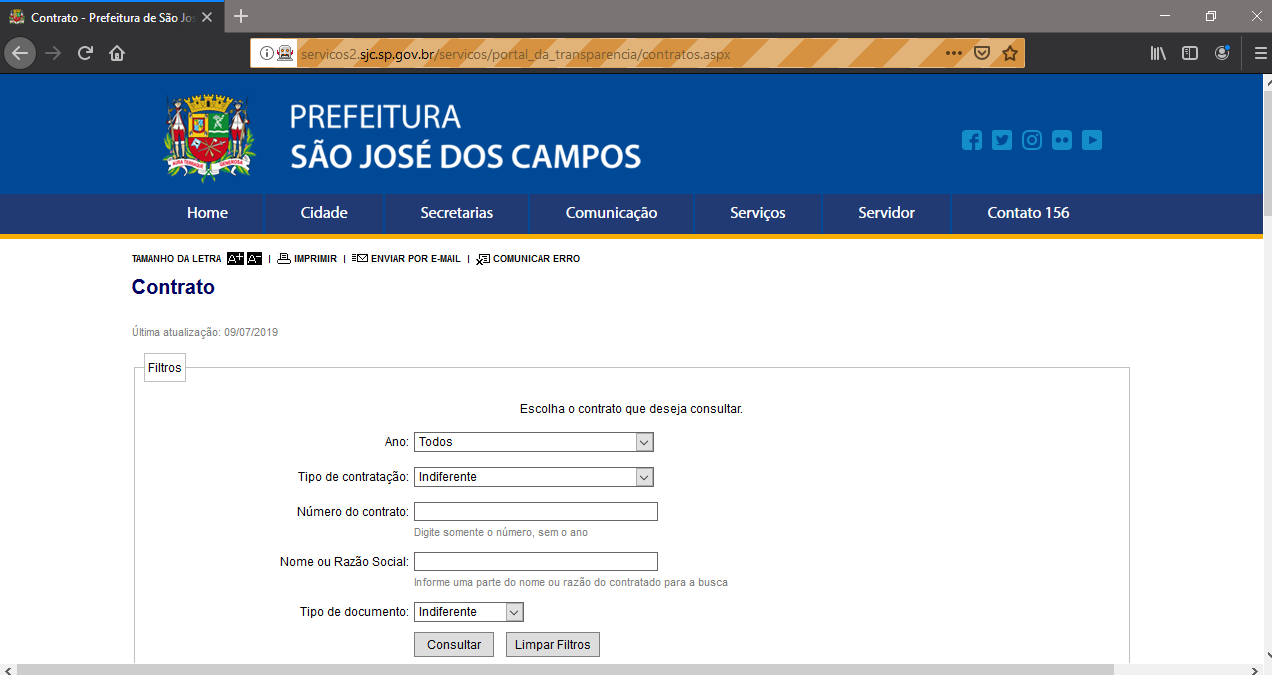 Contrato - Prefeitura de São Jos
servicos2.sjc.sp.gov.br/servicos/portal_da_transparencia/contratos.aspx
PREFEITURA
SÃO JOSÉ DOS CAMPOS
AURA TERRAQUE GENEROSA
Home Cidade Secretarias Comunicação Serviços Servidor Contato 156
TAMANHO DA LETRA A+ A- | IMPRIMIR | ENVIAR POR E-MAIL | COMUNICAR ERRO
Contrato
Última atualização: 09/07/2019
Filtros
Escolha o contrato que deseja consultar.
Ano: Todos
Tipo de contratação: Indiferente
Número do contrato:
Digite somente o número, sem o ano
Nome ou Razão Social:
Informe uma parte do nome ou razão do contratado para a busca
Tipo de documento: Indiferente
Consultar Limpar Filtros